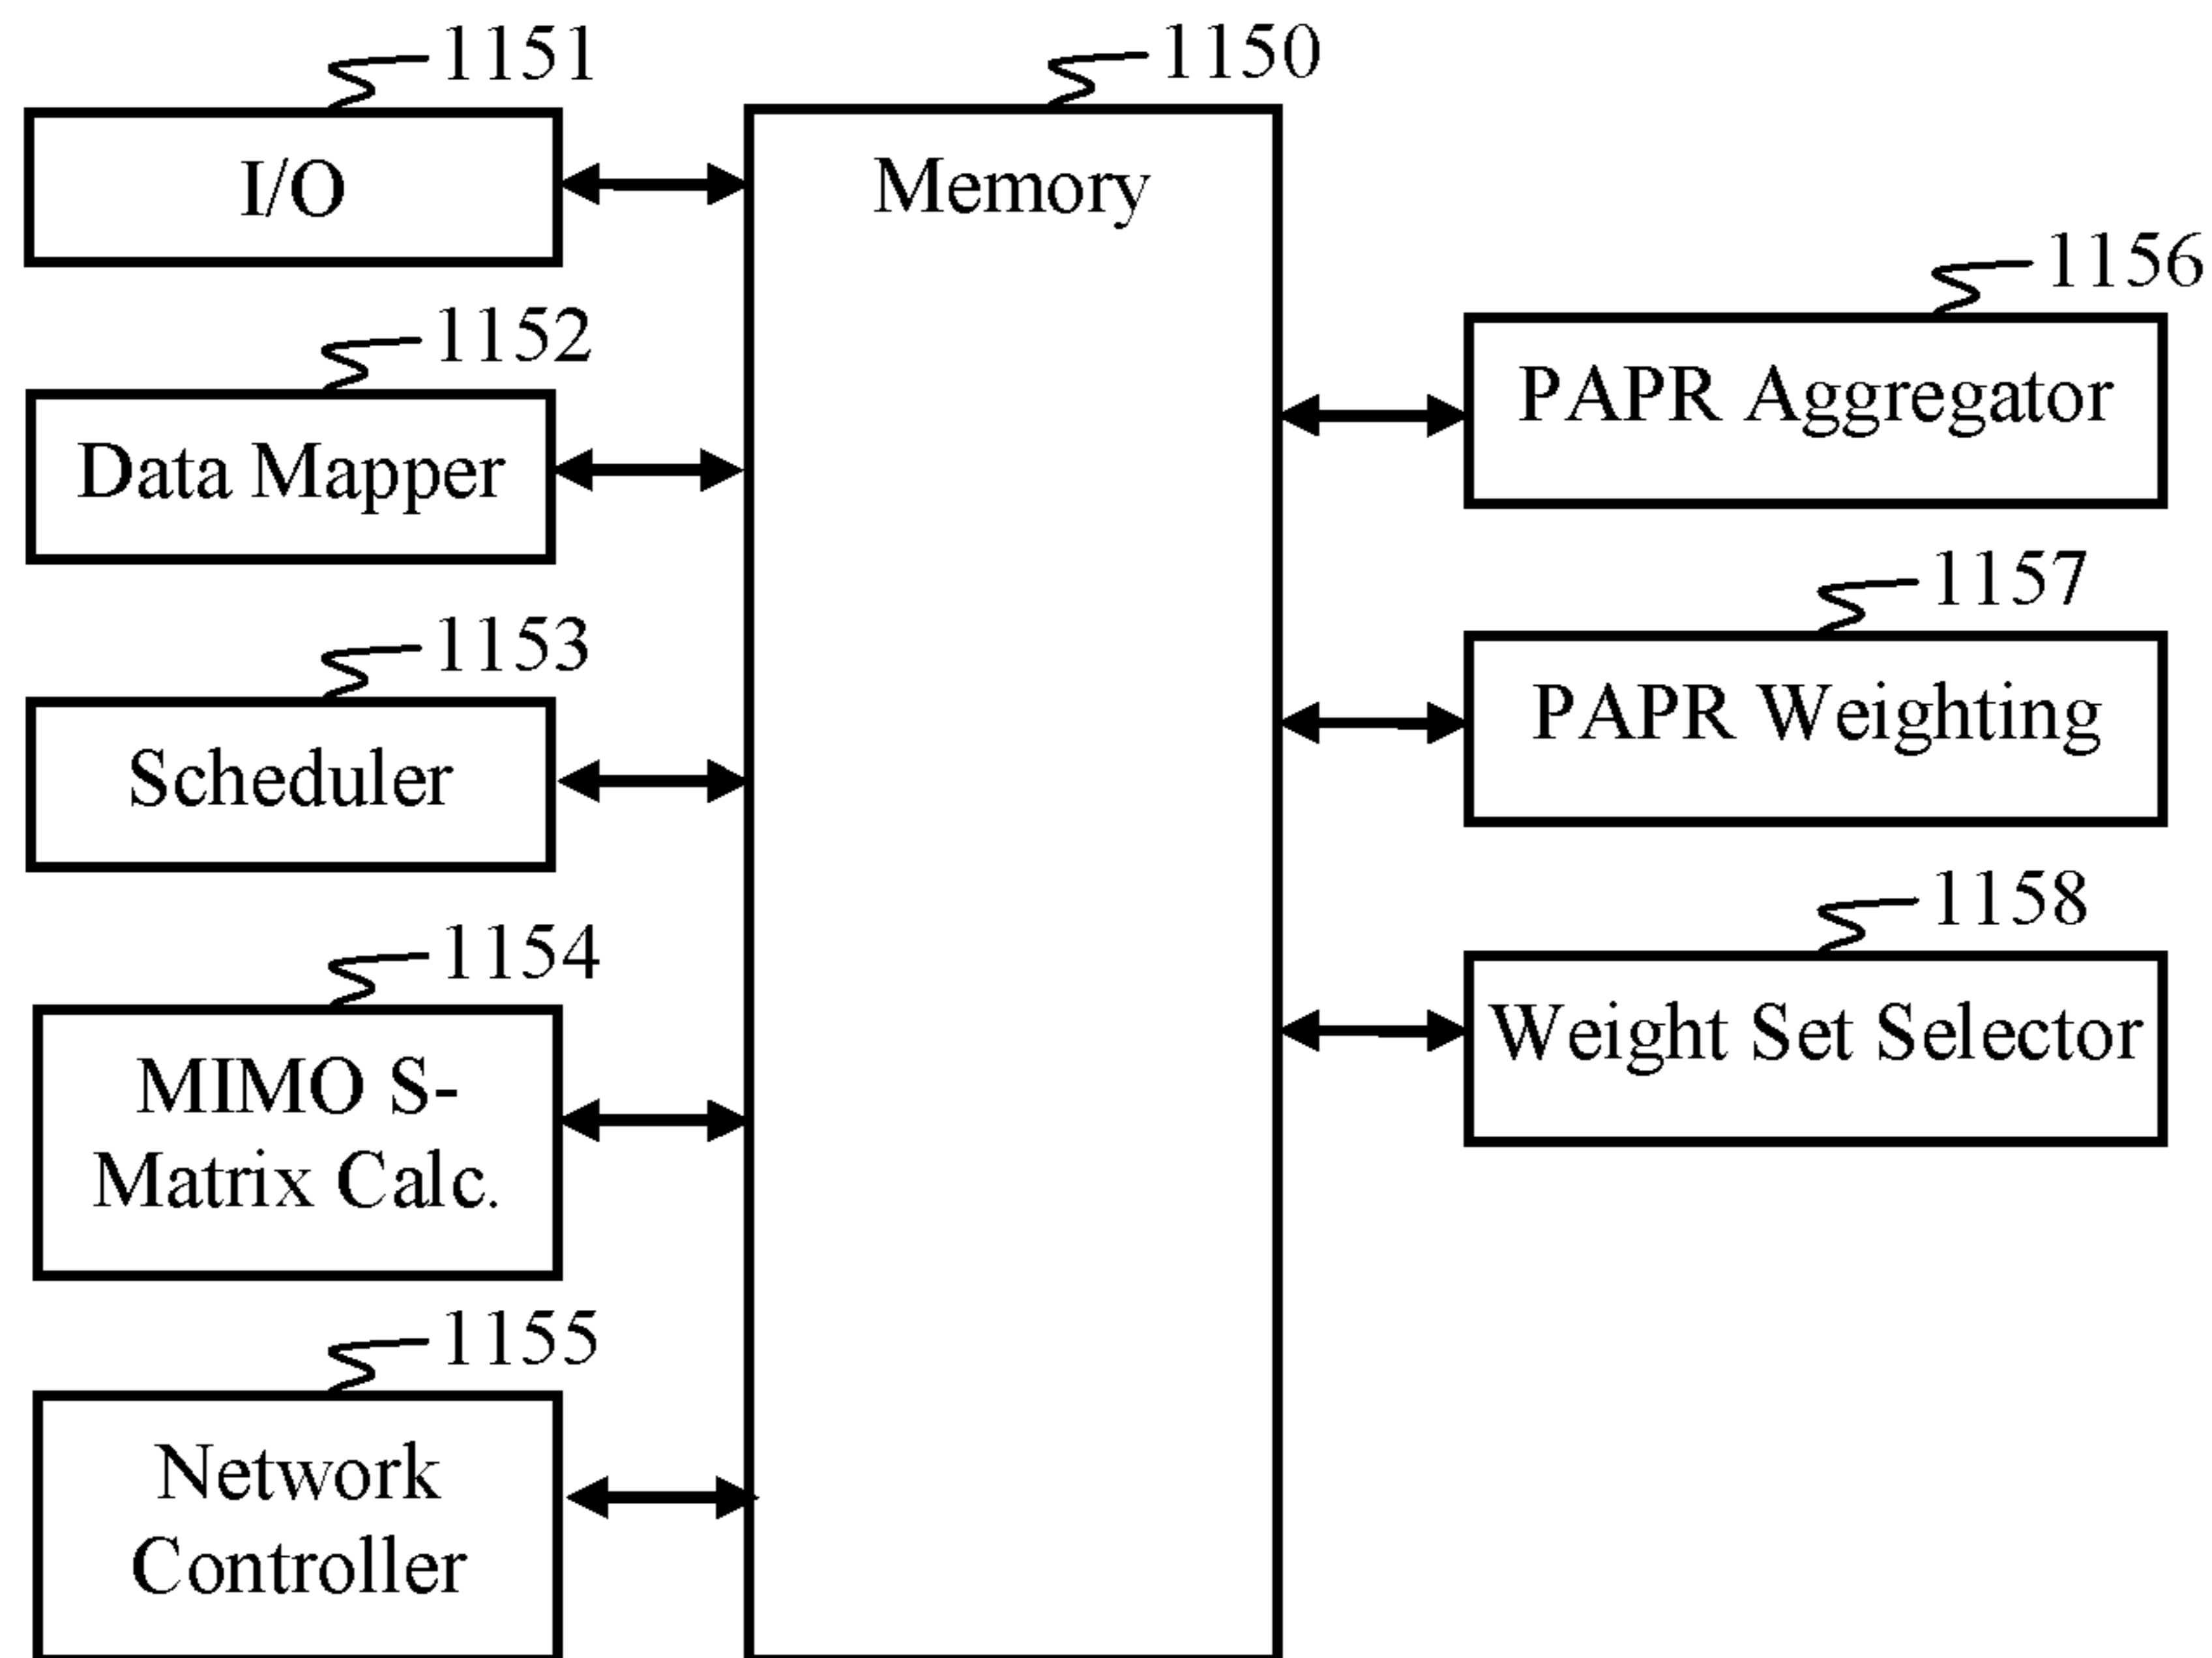 1151
I/O
1152
Data Mapper
1153
Scheduler
1154
MIMO S-
Matrix Calc.
1155
Network
Controller
1150
Memory
1156
PAPR Aggregator
1157
PAPR Weighting
1158
Weight Set Selector